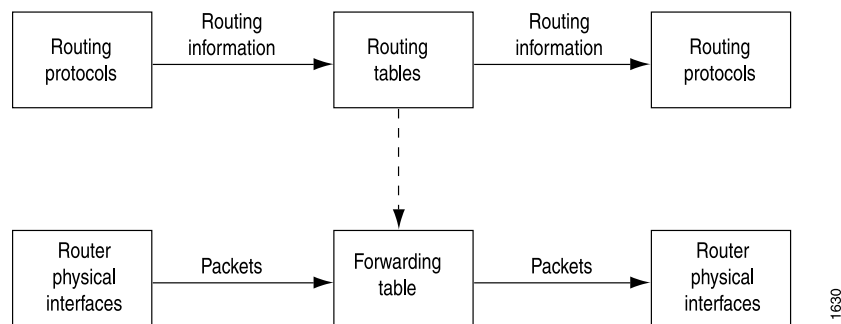 Routing
protocols
Routing
information
Routing
tables
Routing
information
Routing
protocols
Router
physical
interfaces
Packets
Forwarding
table
Packets
Router
physical
interfaces
1630